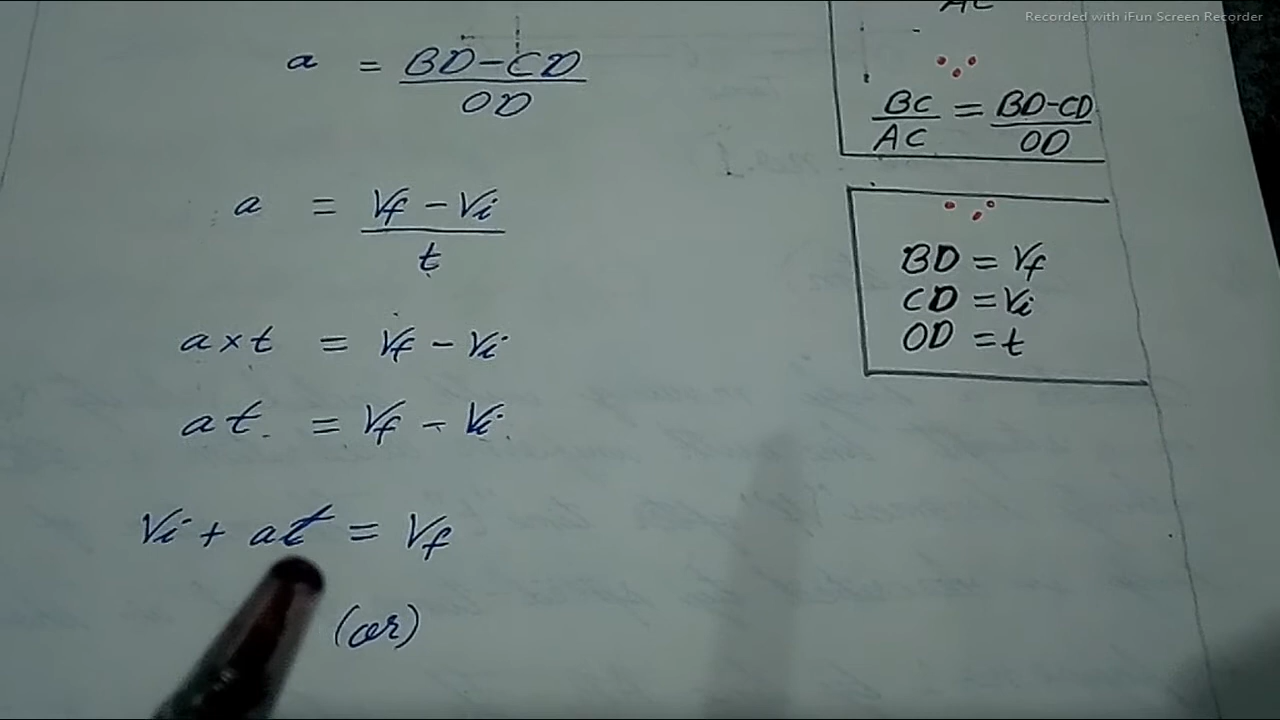 Recorded with iFun Screen Recorder
a = BD-CD
OD
a = Vf - Vi
t
a x t = Vf - Vi
at = Vf - Vi
Vi + at = Vf
(or)
AC
∵
BC/AC = BD-CD/OD
∵
BD = Vf
CD = Vi
OD = t